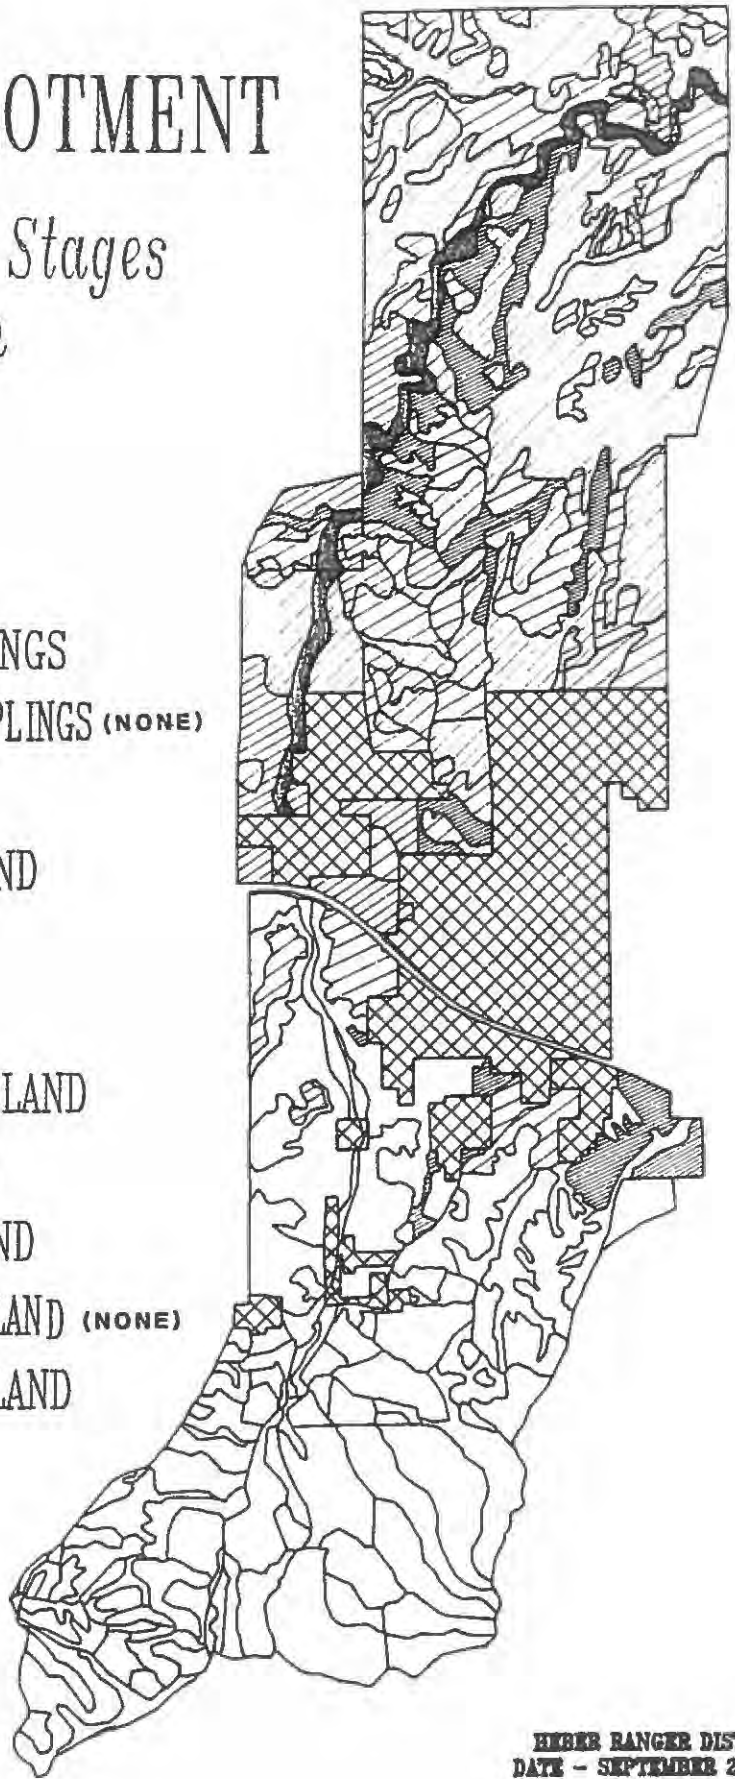 OTMENT
Stages
NGS
PLINGS (NONE)
ND
LAND
ND
LAND (NONE)
LAND
HEBER RANGER DIS
DATE - SEPTEMBER 2